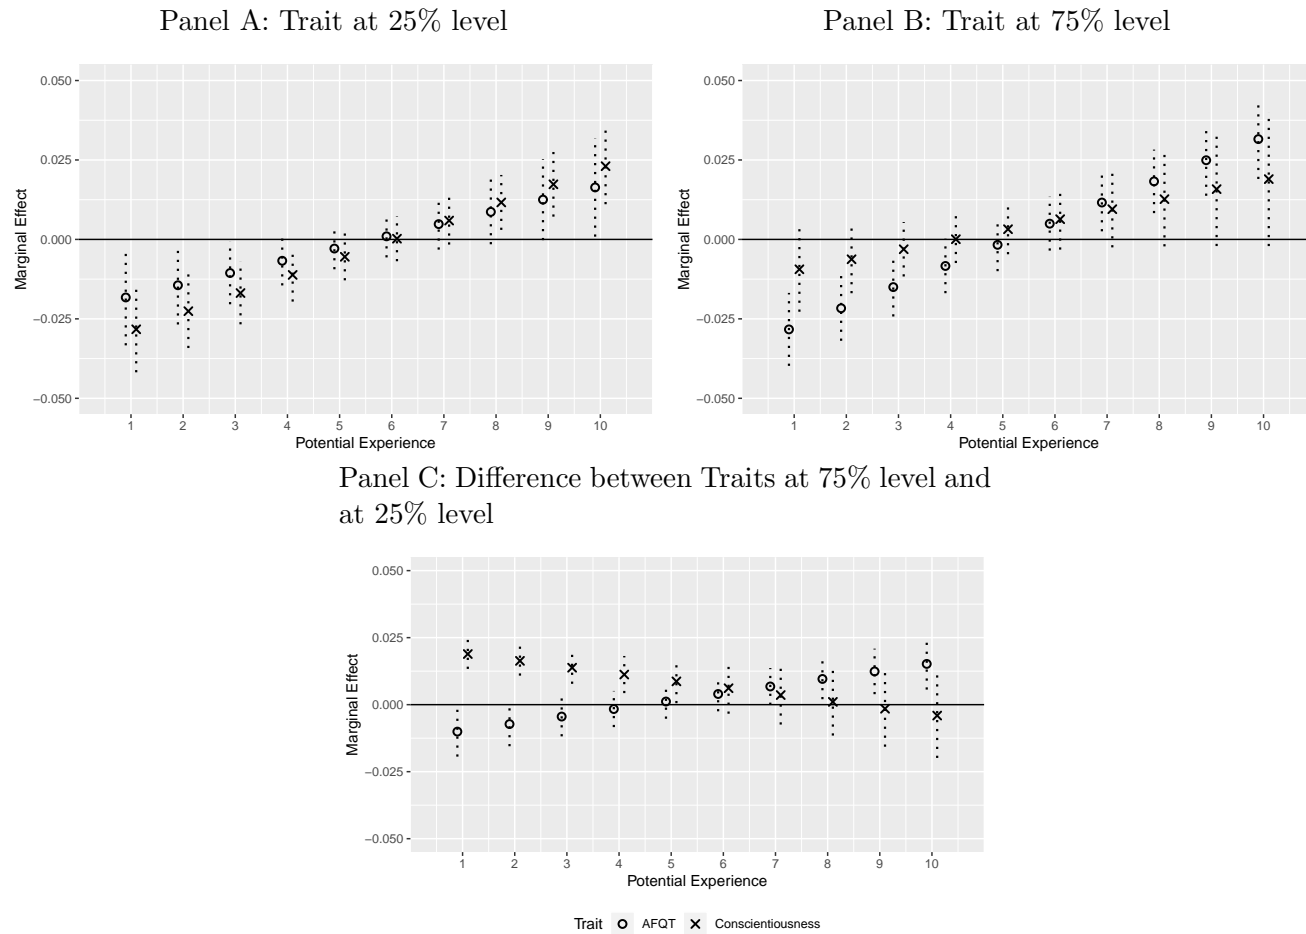 Panel A: Trait at 25% level
0.050
0.025
0.000
−0.025
−0.050
Marginal Effect
1 2 3 4 5 6 7 8 9 10
Potential Experience
Panel B: Trait at 75% level
0.050
0.025
0.000
−0.025
−0.050
Marginal Effect
1 2 3 4 5 6 7 8 9 10
Potential Experience
Panel C: Difference between Traits at 75% level and
at 25% level
0.050
0.025
0.000
−0.025
−0.050
Marginal Effect
1 2 3 4 5 6 7 8 9 10
Potential Experience
Trait AFQT Conscientiousness